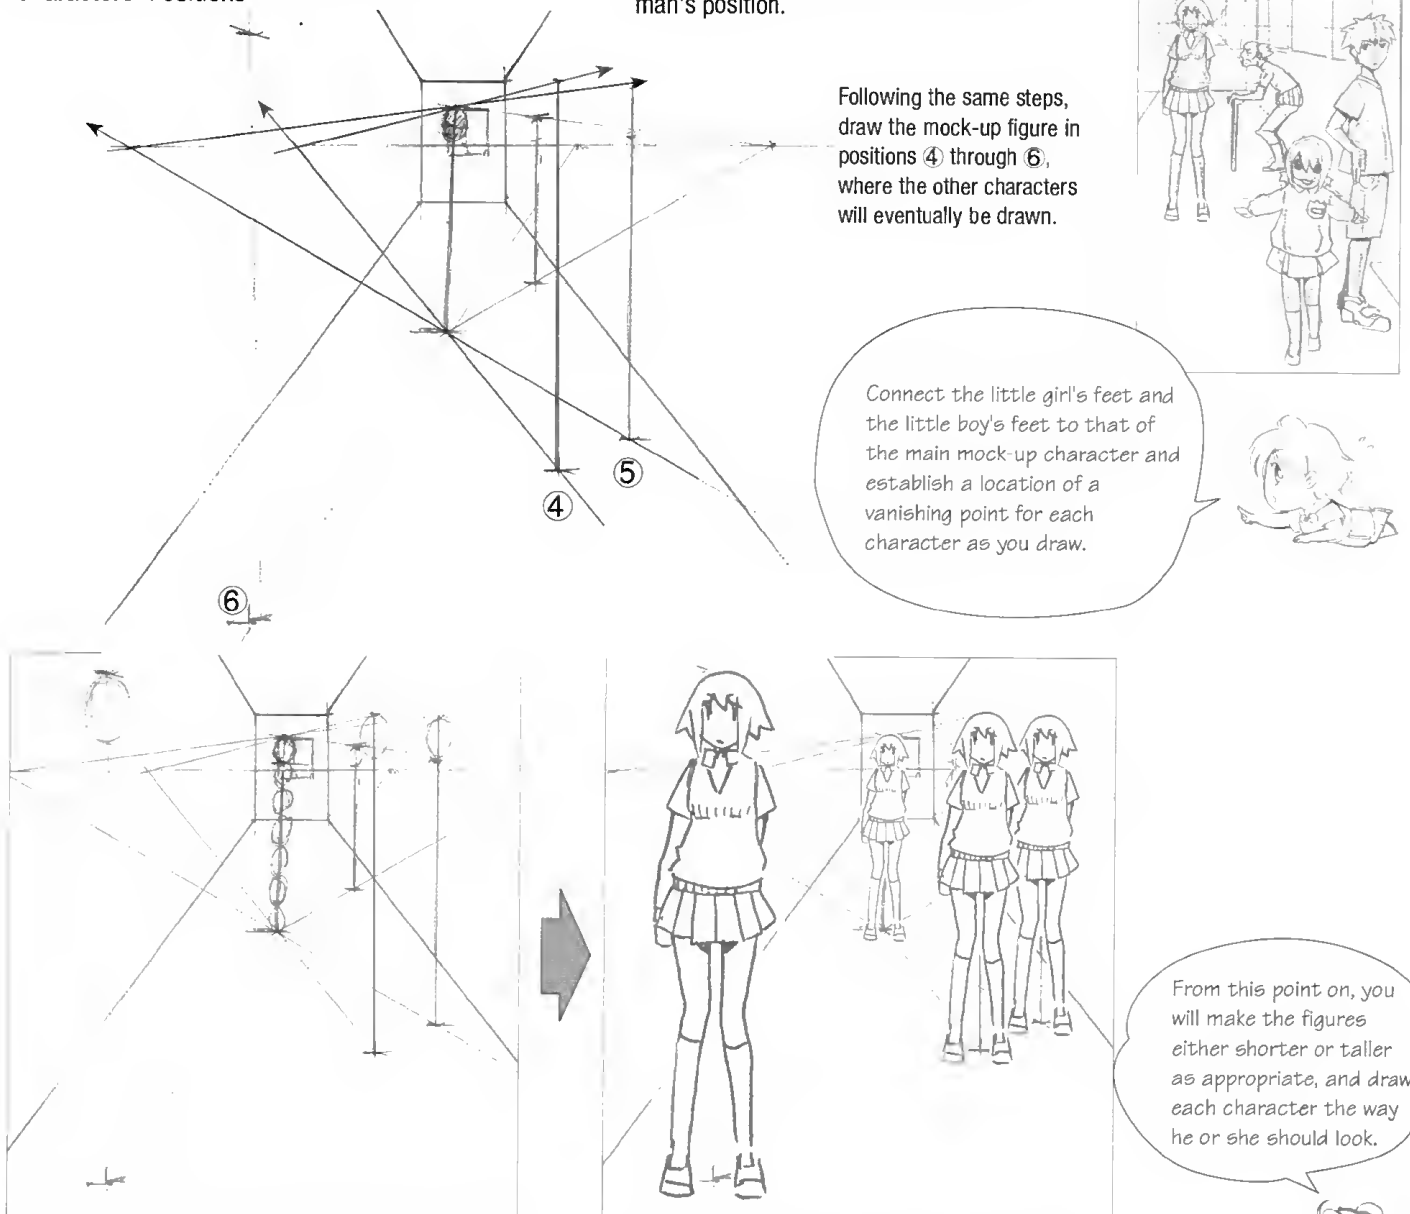 Positions
man's position.
Following the same steps,
draw the mock-up figure in
positions ④ through ⑥,
where the other characters
will eventually be drawn.
Connect the little girl's feet and
the little boy's feet to that of
the main mock-up character and
establish a location of a
vanishing point for each
character as you draw.
⑤
④
⑥
From this point on, you
will make the figures
either shorter or taller
as appropriate, and draw
each character the way
he or she should look.